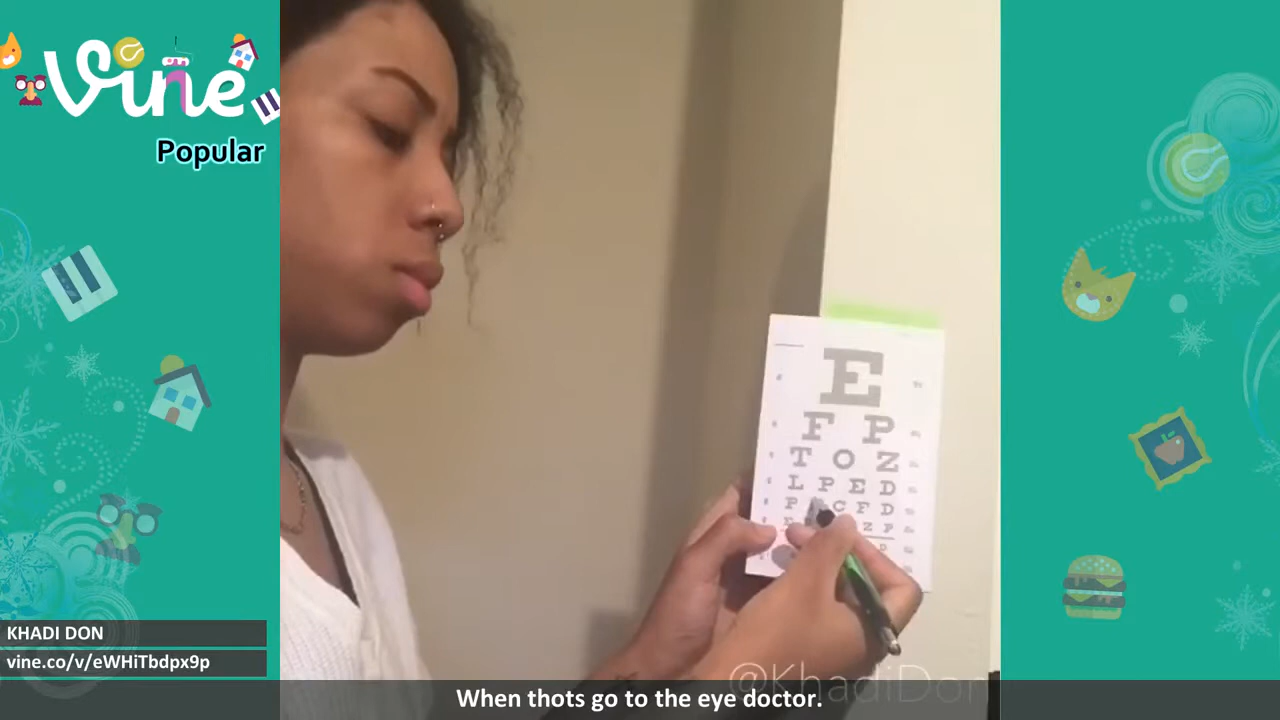 Vine
Popular
E
F P
T O Z
L P E D
P C F D
Z P
D
KHADI DON
vine.co/v/eWHiTbdpx9p
@KhadiDon
When thots go to the eye doctor.